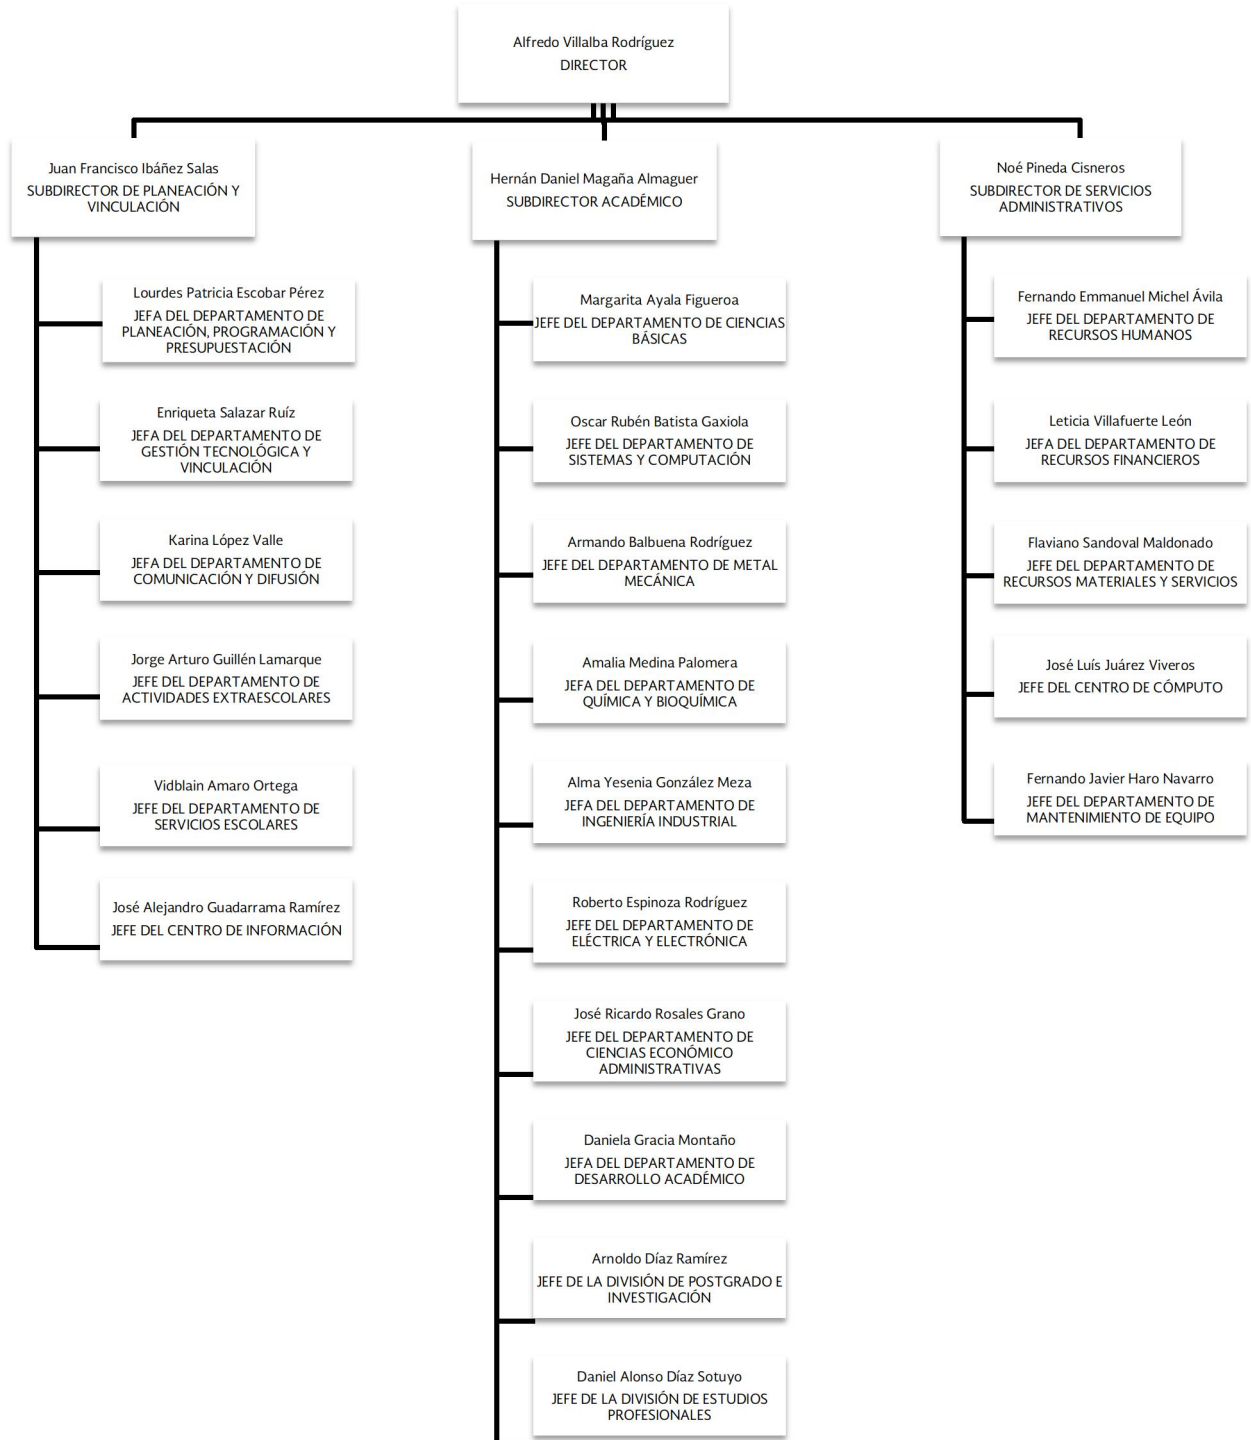 Alfredo Villalba Rodríguez
DIRECTOR
Juan Francisco Ibáñez Salas
SUBDIRECTOR DE PLANEACIÓN Y
VINCULACIÓN
Lourdes Patricia Escobar Pérez
JEFA DEL DEPARTAMENTO DE
PLANEACIÓN, PROGRAMACIÓN Y
PRESUPUESTACIÓN
Enriqueta Salazar Ruíz
JEFA DEL DEPARTAMENTO DE
GESTIÓN TECNOLÓGICA Y
VINCULACIÓN
Karina López Valle
JEFA DEL DEPARTAMENTO DE
COMUNICACIÓN Y DIFUSIÓN
Jorge Arturo Guillén Lamarque
JEFE DEL DEPARTAMENTO DE
ACTIVIDADES EXTRAESCOLARES
Vidblain Amaro Ortega
JEFE DEL DEPARTAMENTO DE
SERVICIOS ESCOLARES
José Alejandro Guadarrama Ramírez
JEFE DEL CENTRO DE INFORMACIÓN
Hernán Daniel Magaña Almaguer
SUBDIRECTOR ACADÉMICO
Margarita Ayala Figueroa
JEFE DEL DEPARTAMENTO DE CIENCIAS
BÁSICAS
Oscar Rubén Batista Gaxiola
JEFE DEL DEPARTAMENTO DE
SISTEMAS Y COMPUTACIÓN
Armando Balbuena Rodríguez
JEFE DEL DEPARTAMENTO DE METAL
MECÁNICA
Amalia Medina Palomera
JEFA DEL DEPARTAMENTO DE
QUÍMICA Y BIOQUÍMICA
Alma Yesenia González Meza
JEFA DEL DEPARTAMENTO DE
INGENIERÍA INDUSTRIAL
Roberto Espinoza Rodríguez
JEFE DEL DEPARTAMENTO DE
ELÉCTRICA Y ELECTRÓNICA
José Ricardo Rosales Grano
JEFE DEL DEPARTAMENTO DE
CIENCIAS ECONÓMICO
ADMINISTRATIVAS
Daniela Gracia Montaño
JEFA DEL DEPARTAMENTO DE
DESARROLLO ACADÉMICO
Arnoldo Díaz Ramírez
JEFE DE LA DIVISIÓN DE POSTGRADO E
INVESTIGACIÓN
Daniel Alonso Díaz Sotuyo
JEFE DE LA DIVISIÓN DE ESTUDIOS
PROFESIONALES
Noé Pineda Cisneros
SUBDIRECTOR DE SERVICIOS
ADMINISTRATIVOS
Fernando Emmanuel Michel Ávila
JEFE DEL DEPARTAMENTO DE
RECURSOS HUMANOS
Leticia Villafuerte León
JEFA DEL DEPARTAMENTO DE
RECURSOS FINANCIEROS
Flaviano Sandoval Maldonado
JEFE DEL DEPARTAMENTO DE
RECURSOS MATERIALES Y SERVICIOS
José Luís Juárez Viveros
JEFE DEL CENTRO DE CÓMPUTO
Fernando Javier Haro Navarro
JEFE DEL DEPARTAMENTO DE
MANTENIMIENTO DE EQUIPO